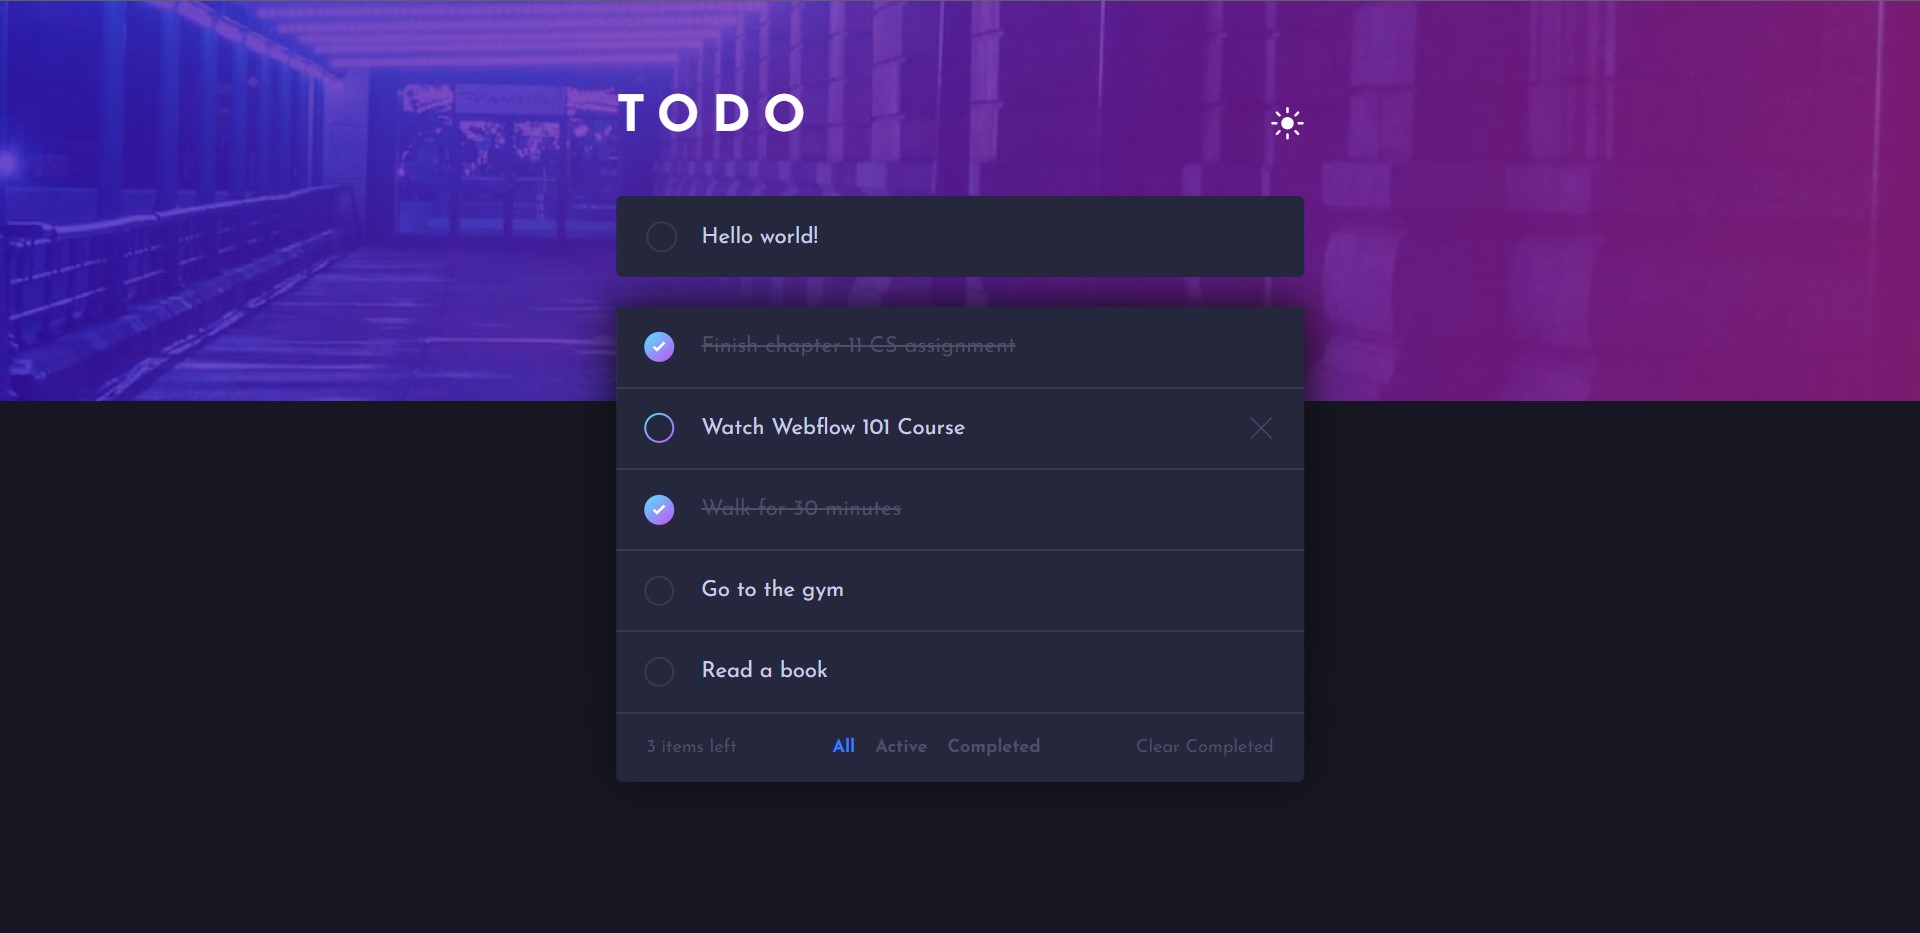 TODO
Hello world!
Finish chapter 11 CS assignment
Watch Webflow 101 Course
Walk for 30 minutes
Go to the gym
Read a book
3 items left All Active Completed Clear Completed